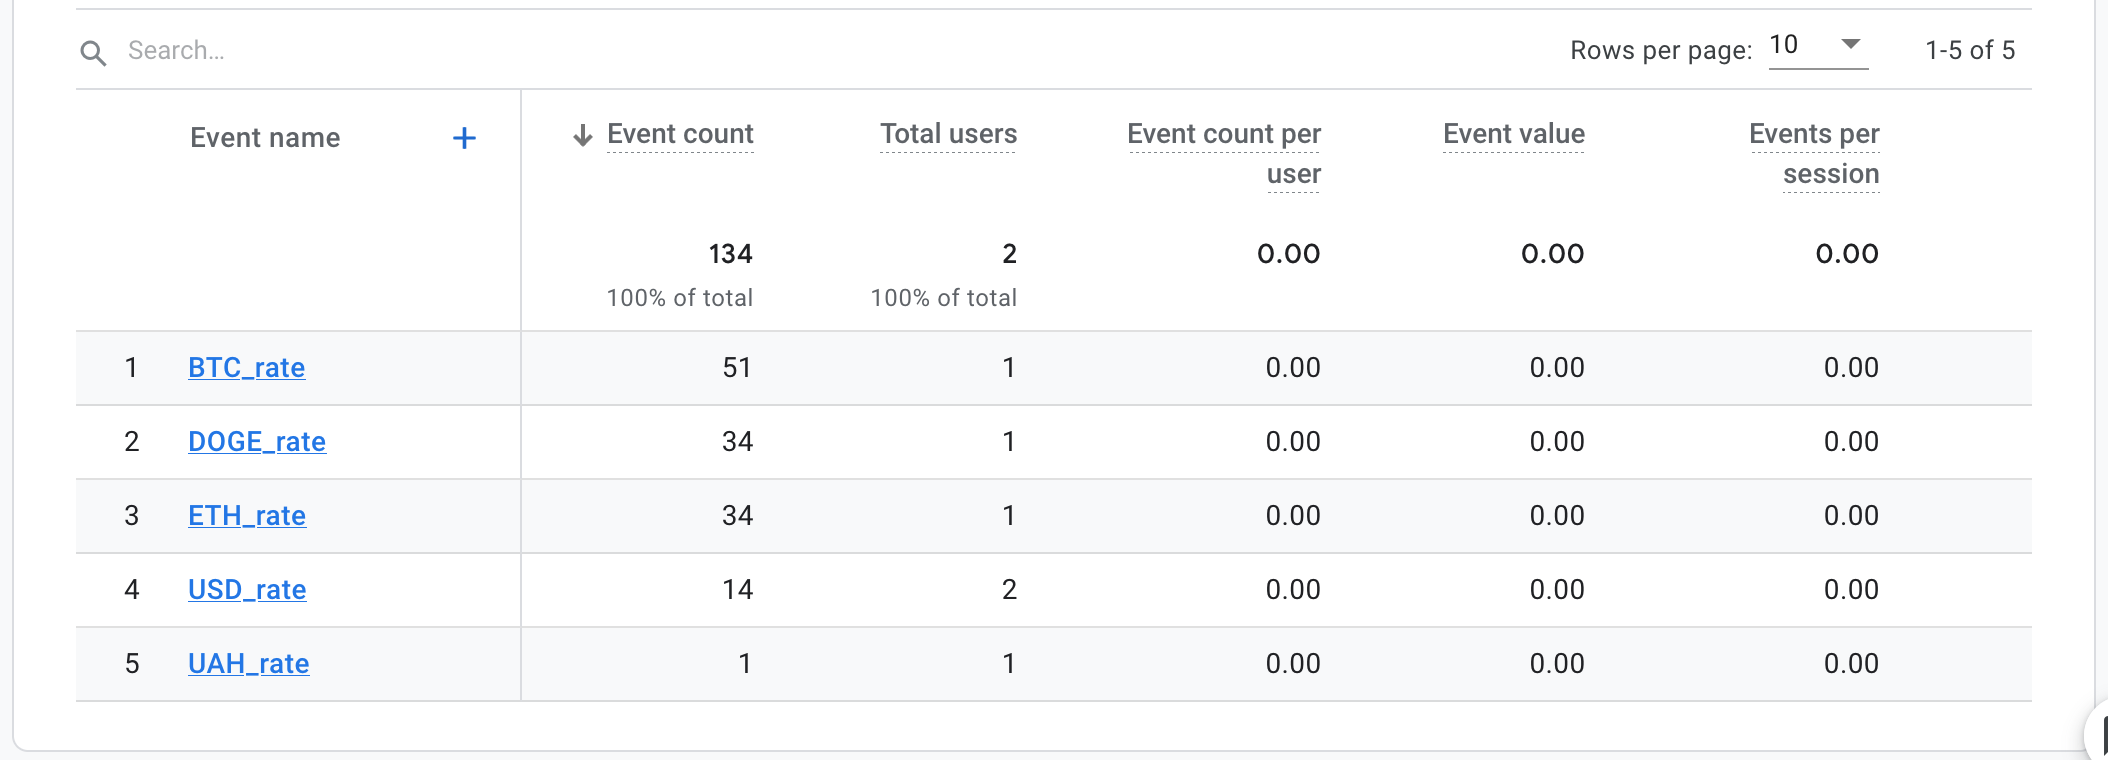 Search...
Rows per page: 10 1-5 of 5
Event name + Event count Total users Event count per user Event value Events per session
134 2 0.00 0.00 0.00
100% of total 100% of total
1 BTC_rate 51 1 0.00 0.00 0.00
2 DOGE_rate 34 1 0.00 0.00 0.00
3 ETH_rate 34 1 0.00 0.00 0.00
4 USD_rate 14 2 0.00 0.00 0.00
5 UAH_rate 1 1 0.00 0.00 0.00